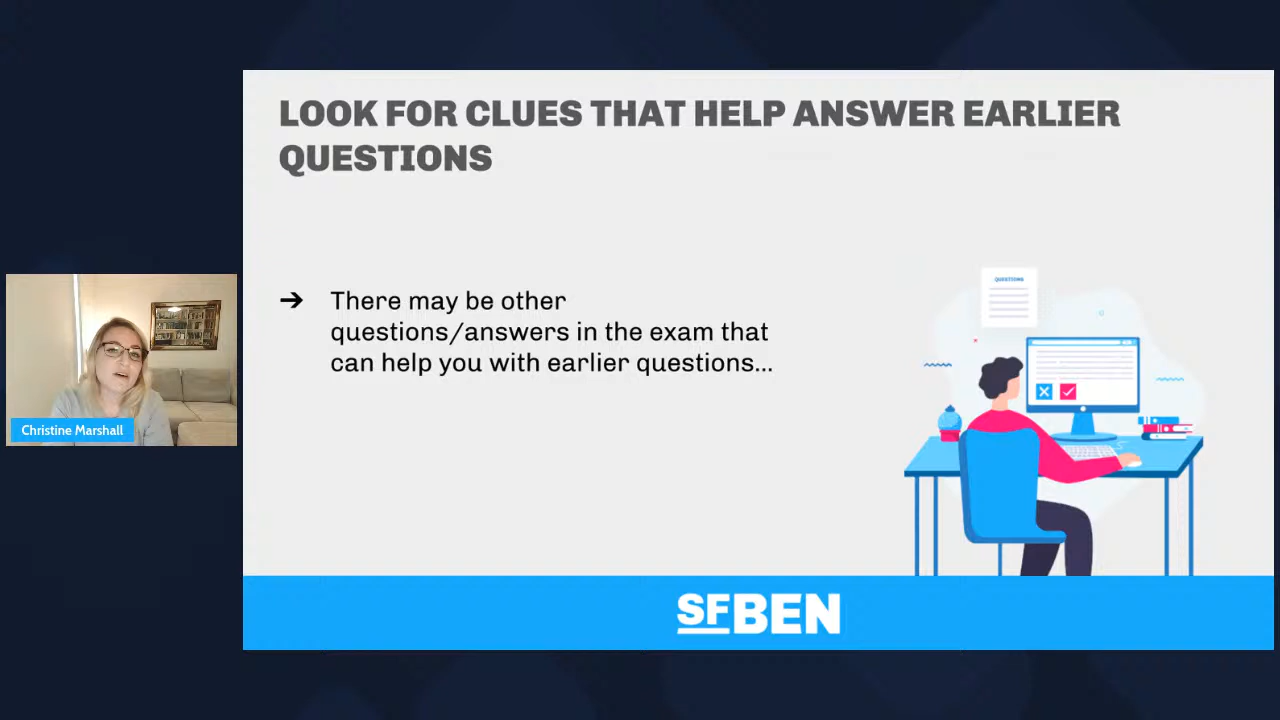 LOOK FOR CLUES THAT HELP ANSWER EARLIER
QUESTIONS
➔ There may be other
questions/answers in the exam that
can help you with earlier questions...
QUESTIONS
Christine Marshall
SFBEN